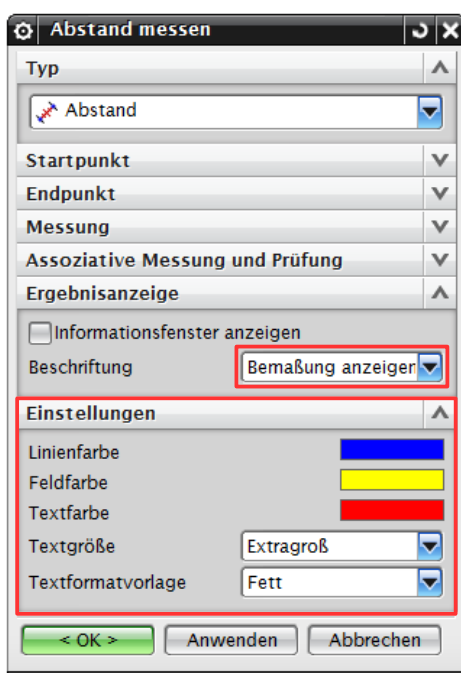 Abstand messen
Typ
Abstand
Startpunkt
Endpunkt
Messung
Assoziative Messung und Prüfung
Ergebnisanzeige
Informationsfenster anzeigen
Beschriftung Bemaßung anzeigen
Einstellungen
Linienfarbe
Feldfarbe
Textfarbe
Textgröße Extragroß
Textformatvorlage Fett
< OK > Anwenden Abbrechen